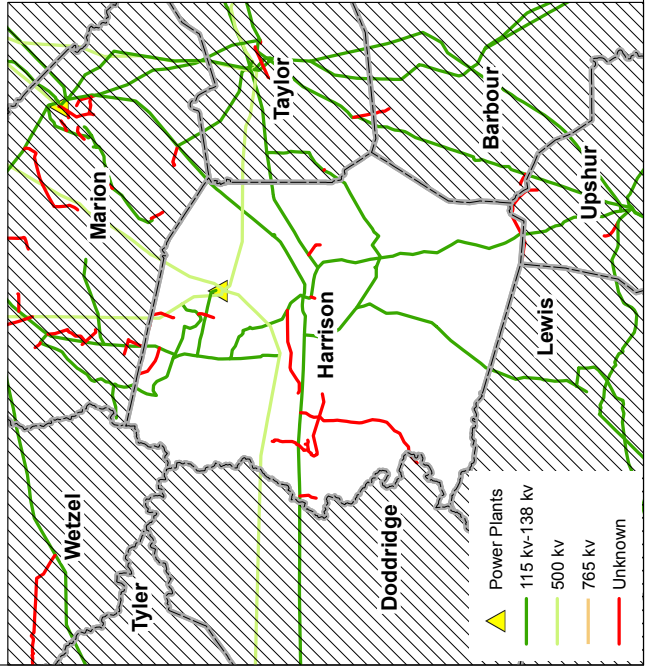 Wetzel
Tyler
Doddridge
Marion
Harrison
Taylor
Barbour
Upshur
Lewis
Power Plants
115 kv-138 kv
500 kv
765 kv
Unknown